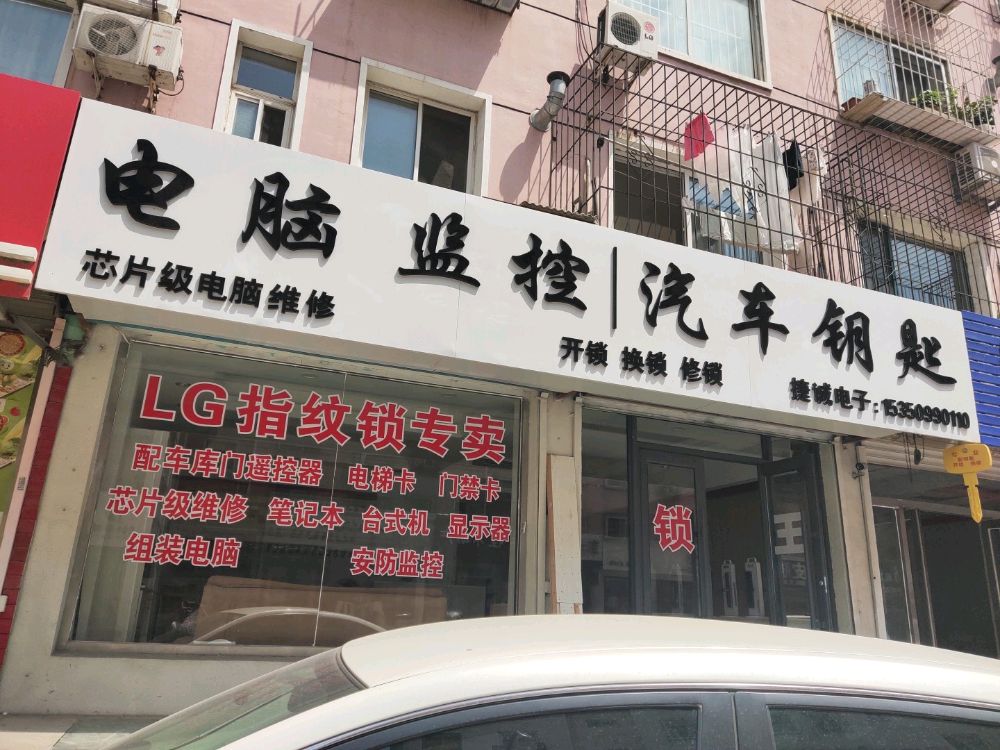 电脑监控|汽车钥匙
芯片级电脑维修
开锁 换锁 修锁
捷诚电子:15350990110
LG指纹锁专卖
配车库门遥控器 电梯卡 门禁卡
芯片级维修 笔记本 台式机 显示器
组装电脑 安防监控
锁
王
LG